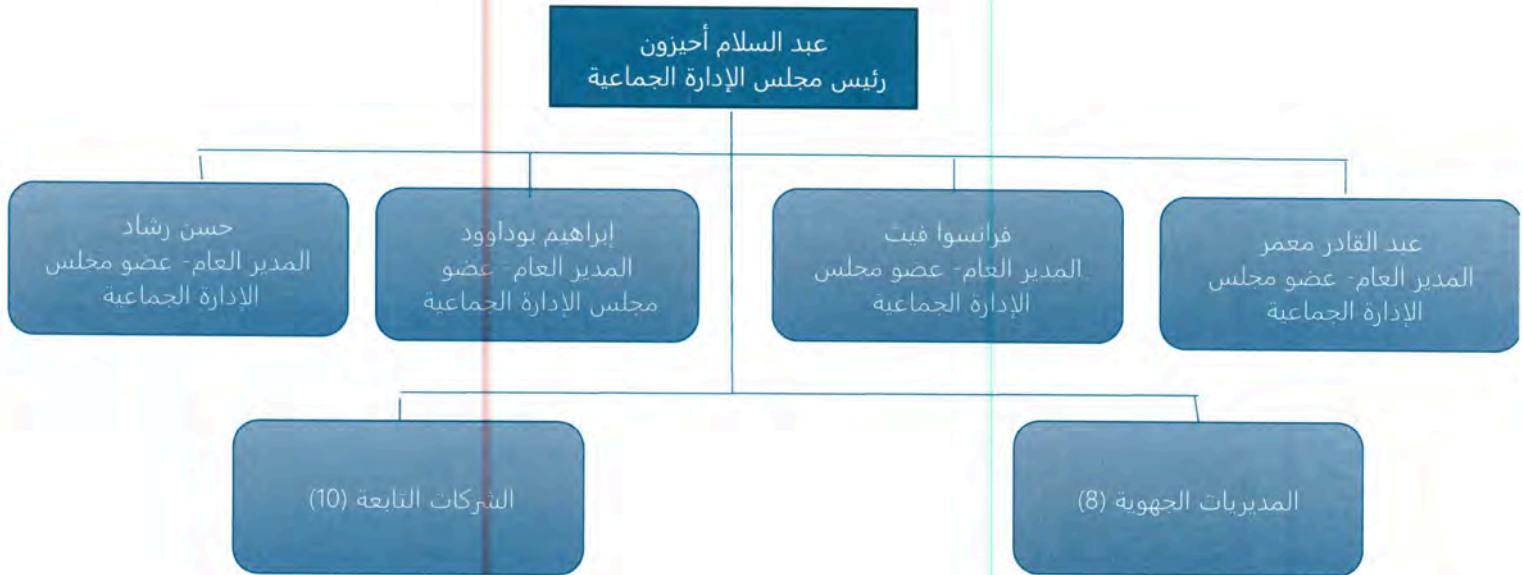 عبد السلام أحيزون
رئيس مجلس الإدارة الجماعية
عبد القادر معمر
المدير العام- عضو مجلس
الإدارة الجماعية
فرانسوا فيت
المدير العام- عضو مجلس
الإدارة الجماعية
إبراهيم بوداوود
المدير العام- عضو
مجلس الإدارة الجماعية
حسن رشاد
المدير العام- عضو مجلس
الإدارة الجماعية
المديريات الجهوية (8)
الشركات التابعة (10)